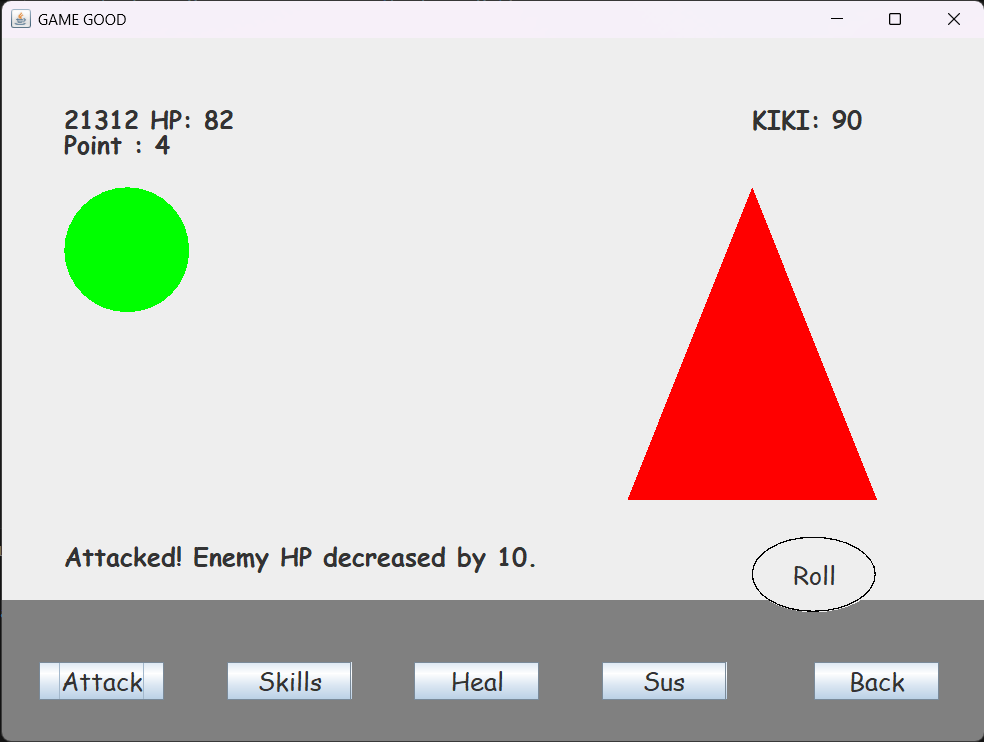 GAME GOOD
21312 HP: 82
Point : 4
KIKI: 90
Attacked! Enemy HP decreased by 10.
Roll
Attack
Skills
Heal
Sus
Back